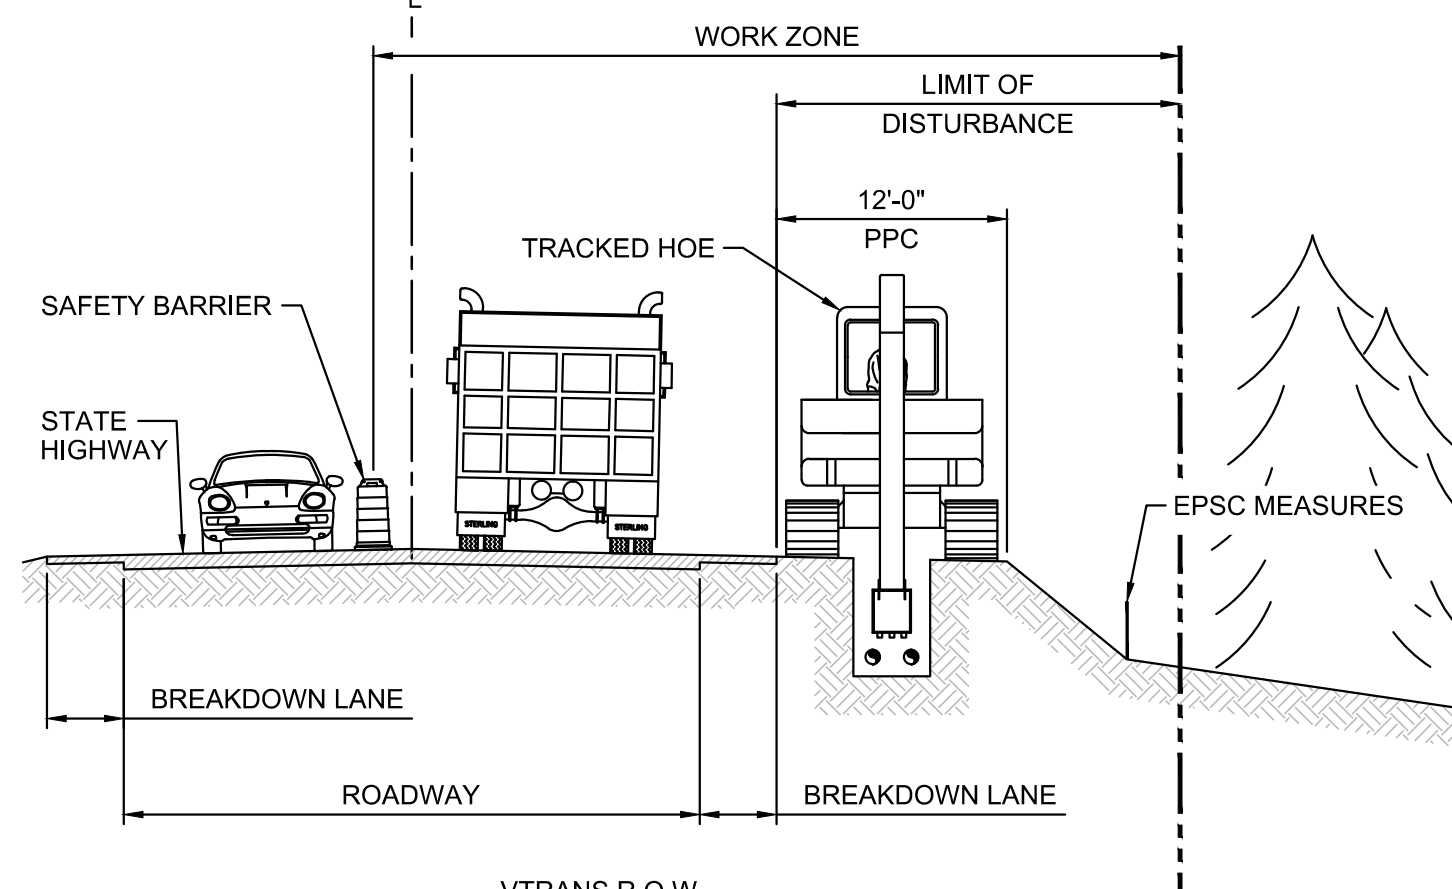 L
WORK ZONE
LIMIT OF
DISTURBANCE
12'-0"
PPC
TRACKED HOE
SAFETY BARRIER
STATE
HIGHWAY
STERLING
STERLING
EPSC MEASURES
BREAKDOWN LANE
ROADWAY
BREAKDOWN LANE
VTRANS R.O.W.